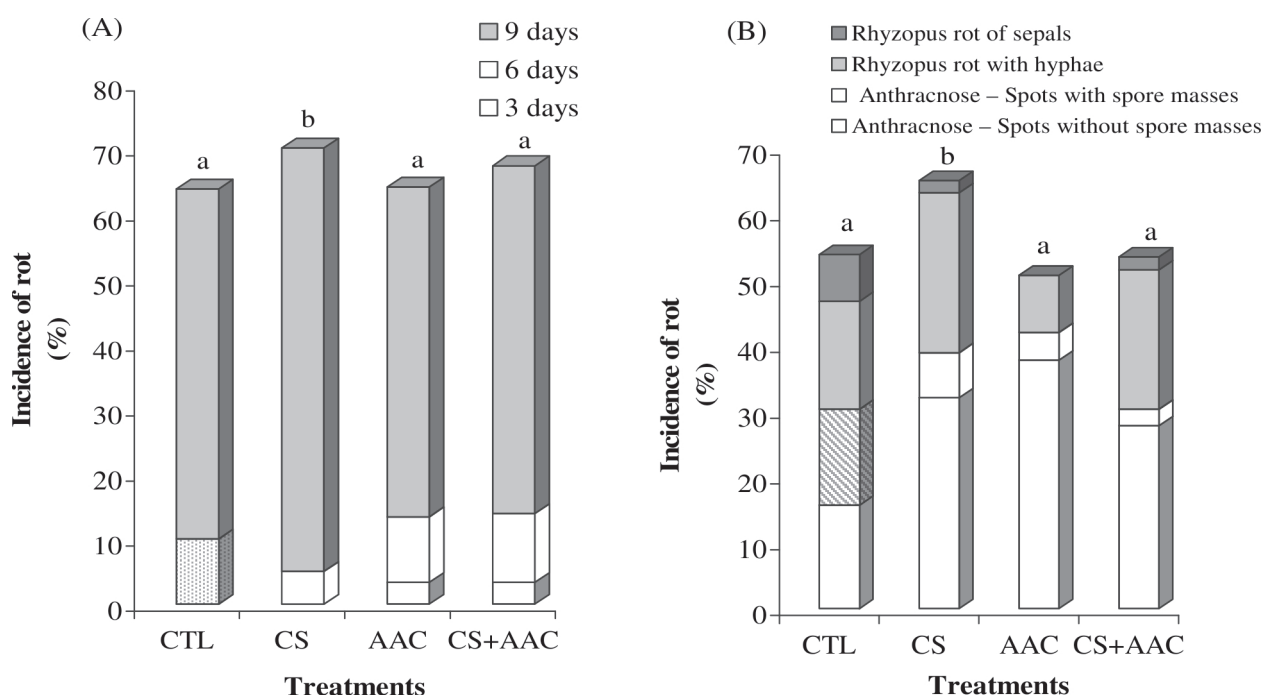 (A)
9 days
6 days
3 days
80
70
60
50
40
30
20
10
0
a
b
a
a
Incidence of rot
(%)
CTL
CS
AAC
CS+AAC
Treatments
(B)
Rhyzopus rot of sepals
Rhyzopus rot with hyphae
Anthracnose – Spots with spore masses
Anthracnose – Spots without spore masses
70
60
50
40
30
20
10
0
a
b
a
a
Incidence of rot
(%)
CTL
CS
AAC
CS+AAC
Treatments